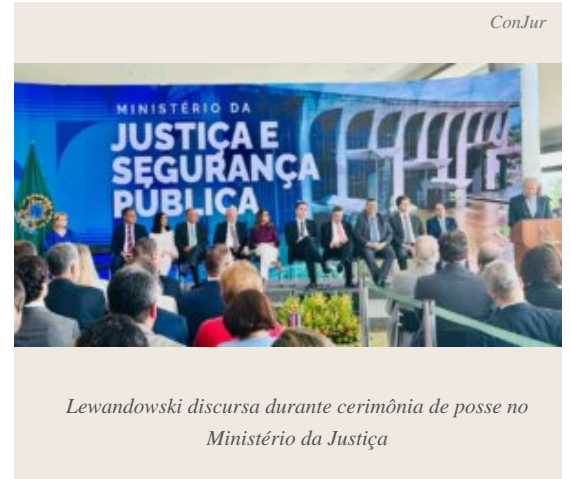 ConJur
MINISTÉRIO DA
JUSTIÇA E
SEGURANÇA
PÚBLICA
Lewandowski discursa durante cerimônia de posse no
Ministério da Justiça